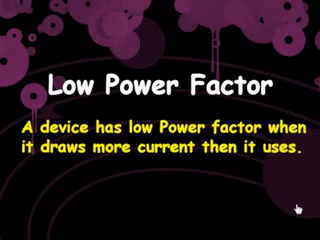 Low Power Factor
A device has low Power factor when
it draws more current then it uses.